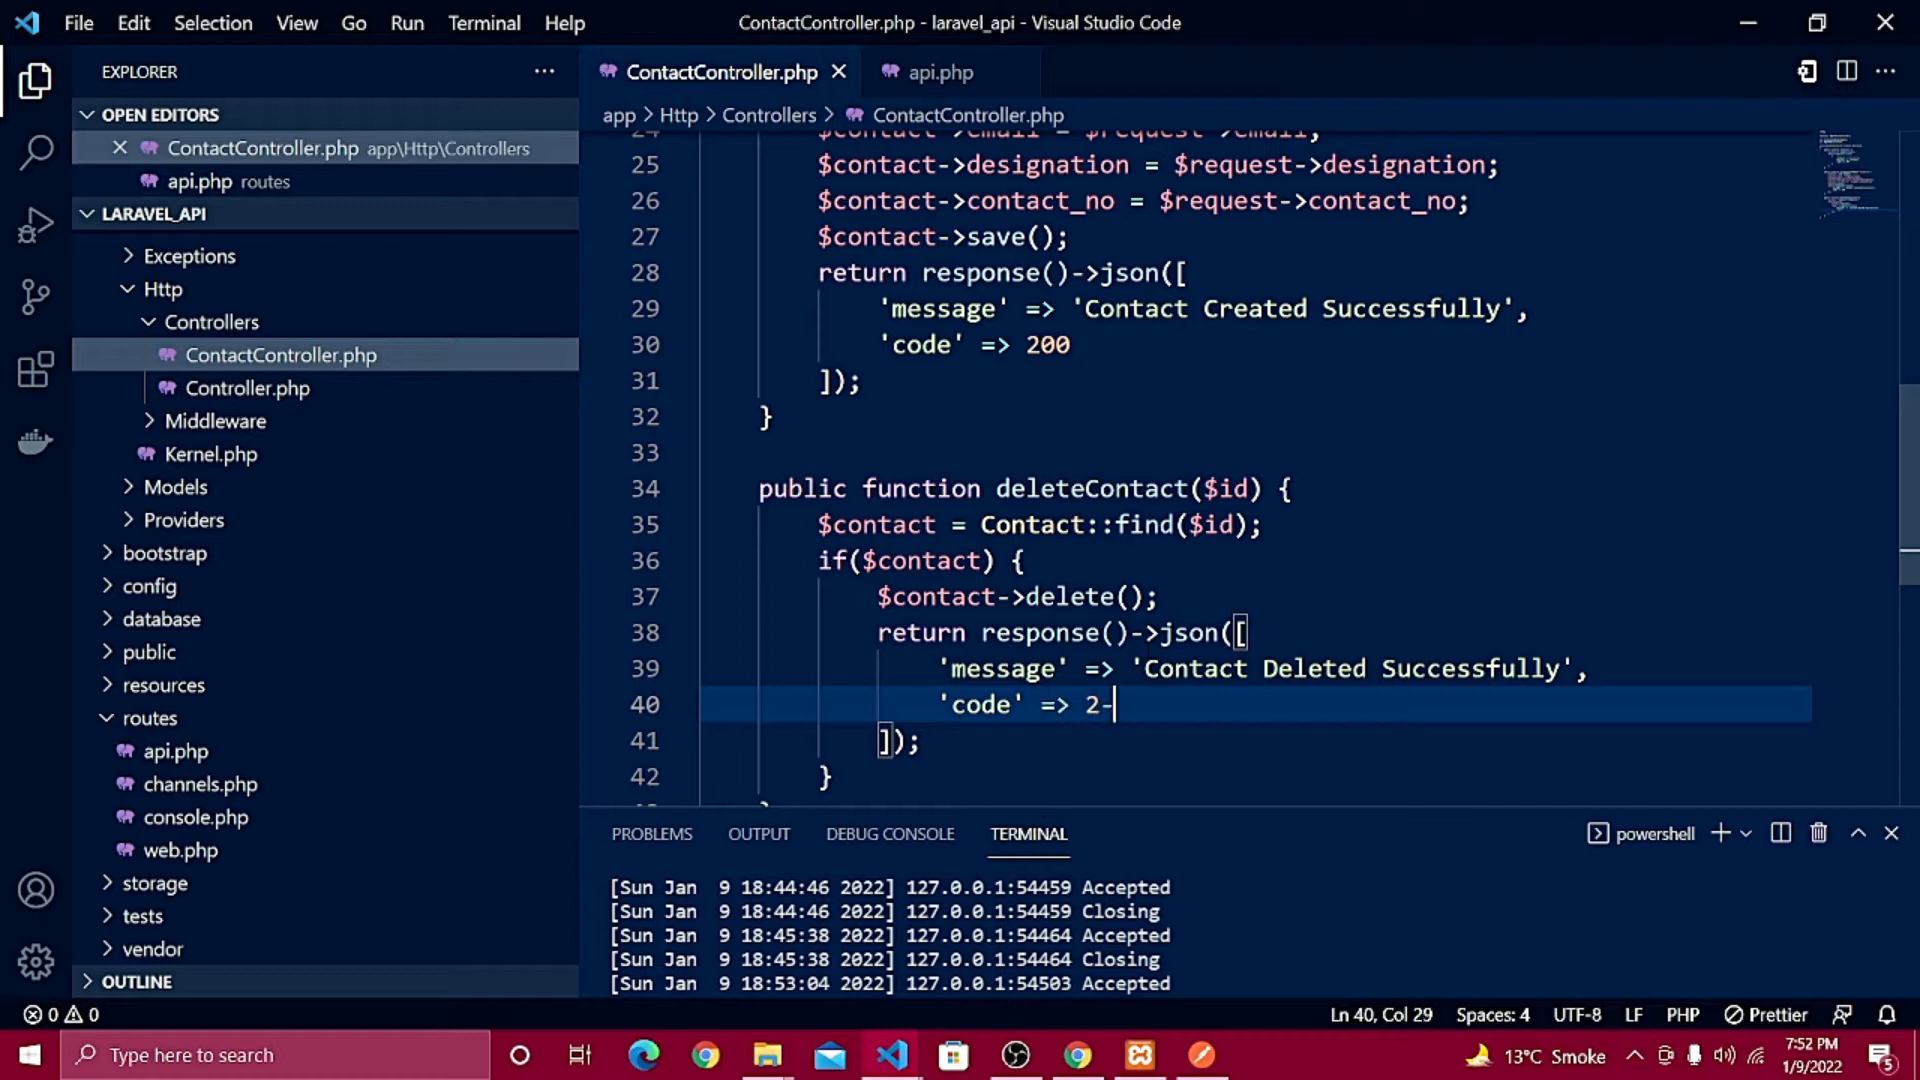 File Edit Selection View Go Run Terminal Help
ContactController.php - laravel_api - Visual Studio Code
EXPLORER
OPEN EDITORS
ContactController.php app\Http\Controllers
api.php routes
LARAVEL_API
Exceptions
Http
Controllers
ContactController.php
Controller.php
Middleware
Kernel.php
Models
Providers
bootstrap
config
database
public
resources
routes
api.php
channels.php
console.php
web.php
storage
tests
vendor
OUTLINE
ContactController.php api.php
app > Http > Controllers > ContactController.php
24 $contact->email = $request->email;
25 $contact->designation = $request->designation;
26 $contact->contact_no = $request->contact_no;
27 $contact->save();
28 return response()->json([
29 'message' => 'Contact Created Successfully',
30 'code' => 200
31 ]);
32 }
33
34 public function deleteContact($id) {
35 $contact = Contact::find($id);
36 if($contact) {
37 $contact->delete();
38 return response()->json([
39 'message' => 'Contact Deleted Successfully',
40 'code' => 2-
41 ]);
42 }
PROBLEMS OUTPUT DEBUG CONSOLE TERMINAL
powershell
[Sun Jan  9 18:44:46 2022] 127.0.0.1:54459 Accepted
[Sun Jan  9 18:44:46 2022] 127.0.0.1:54459 Closing
[Sun Jan  9 18:45:38 2022] 127.0.0.1:54464 Accepted
[Sun Jan  9 18:45:38 2022] 127.0.0.1:54464 Closing
[Sun Jan  9 18:53:04 2022] 127.0.0.1:54503 Accepted
0 0
Ln 40, Col 29 Spaces: 4 UTF-8 LF PHP Prettier
Type here to search
13°C Smoke
7:52 PM
1/9/2022
5